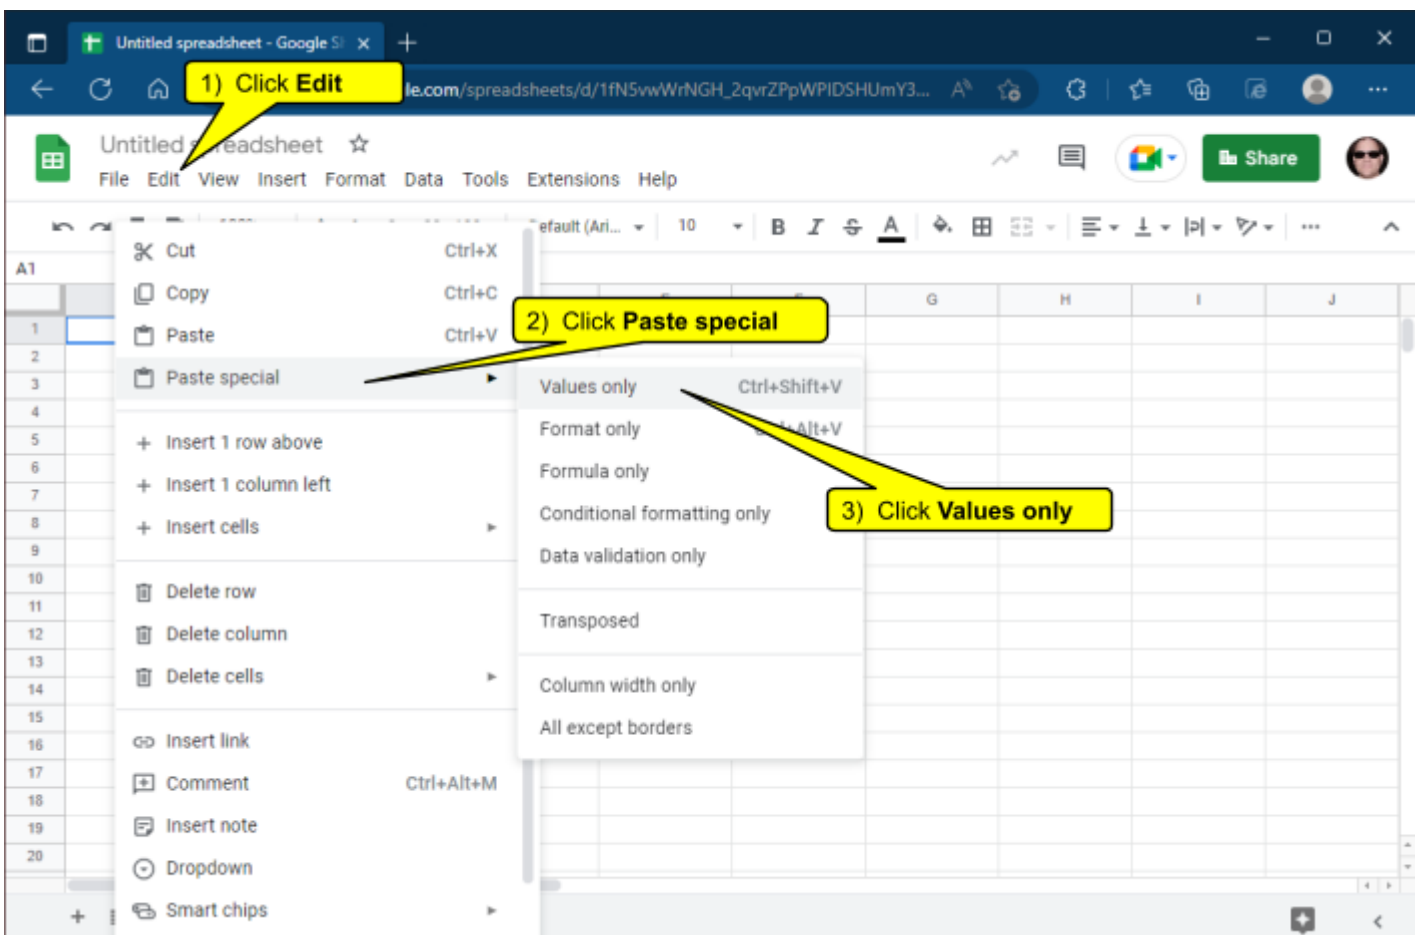 Untitled spreadsheet - Google S
1) Click Edit
le.com/spreadsheets/d/1fN5vwWrNGH_2qvrZPpWPIDSHUmY3...
Untitled spreadsheet
Share
File Edit View Insert Format Data Tools Extensions Help
efault (Ari... 10 B I S A
A1
Cut Ctrl+X
Copy Ctrl+C
Paste Ctrl+V
Paste special
Insert 1 row above
Insert 1 column left
Insert cells
Delete row
Delete column
Delete cells
Insert link
Comment Ctrl+Alt+M
Insert note
Dropdown
Smart chips
2) Click Paste special
Values only Ctrl+Shift+V
Format only Ctrl+Alt+V
Formula only
Conditional formatting only
Data validation only
Transposed
Column width only
All except borders
3) Click Values only
G H I J
1
2
3
4
5
6
7
8
9
10
11
12
13
14
15
16
17
18
19
20